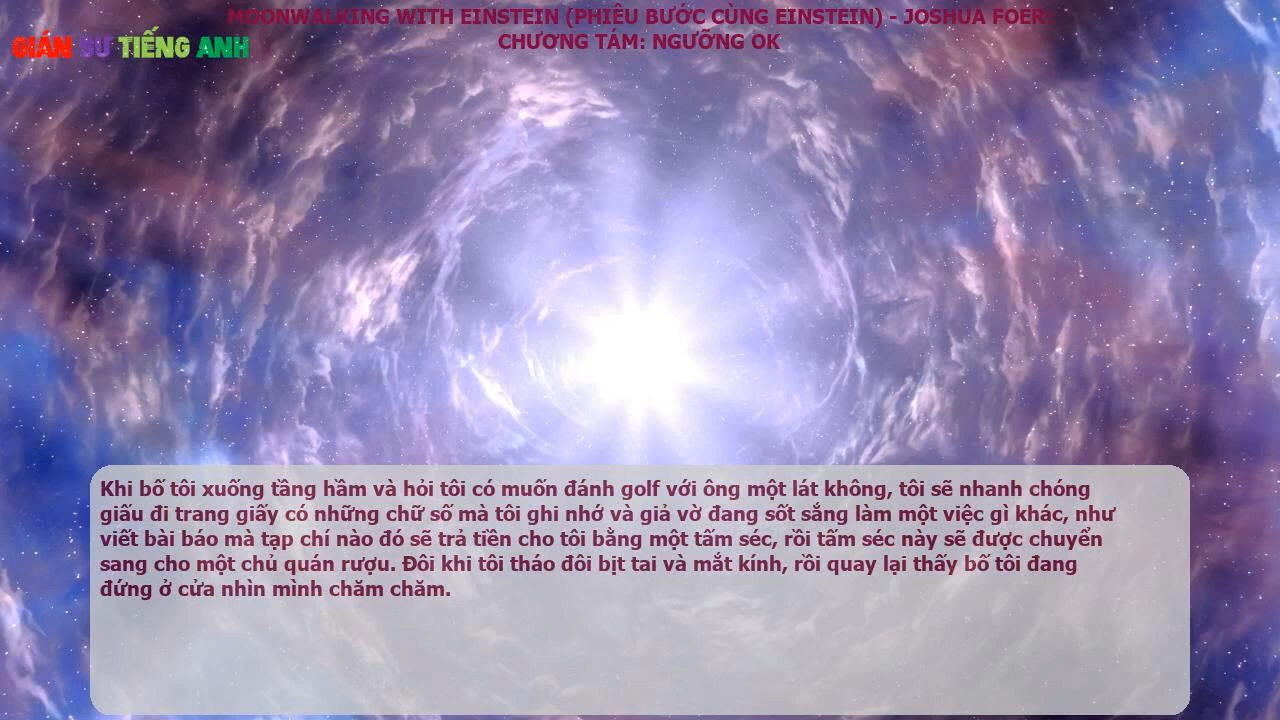 MOONWALKING WITH EINSTEIN (PHIÊU BƯỚC CÙNG EINSTEIN) - JOSHUA FOER
CHƯƠNG TÁM: NGƯỠNG OK
GIÁN SƯ TIẾNG ANH
Khi bố tôi xuống tầng hầm và hỏi tôi có muốn đánh golf với ông một lát không, tôi sẽ nhanh chóng
giấu đi trang giấy có những chữ số mà tôi ghi nhớ và giả vờ đang sốt sắng làm một việc gì khác, như
viết bài báo mà tạp chí nào đó sẽ trả tiền cho tôi bằng một tấm séc, rồi tấm séc này sẽ được chuyển
sang cho một chủ quán rượu. Đôi khi tôi tháo đôi bịt tai và mắt kính, rồi quay lại thấy bố tôi đang
đứng ở cửa nhìn mình chăm chăm.